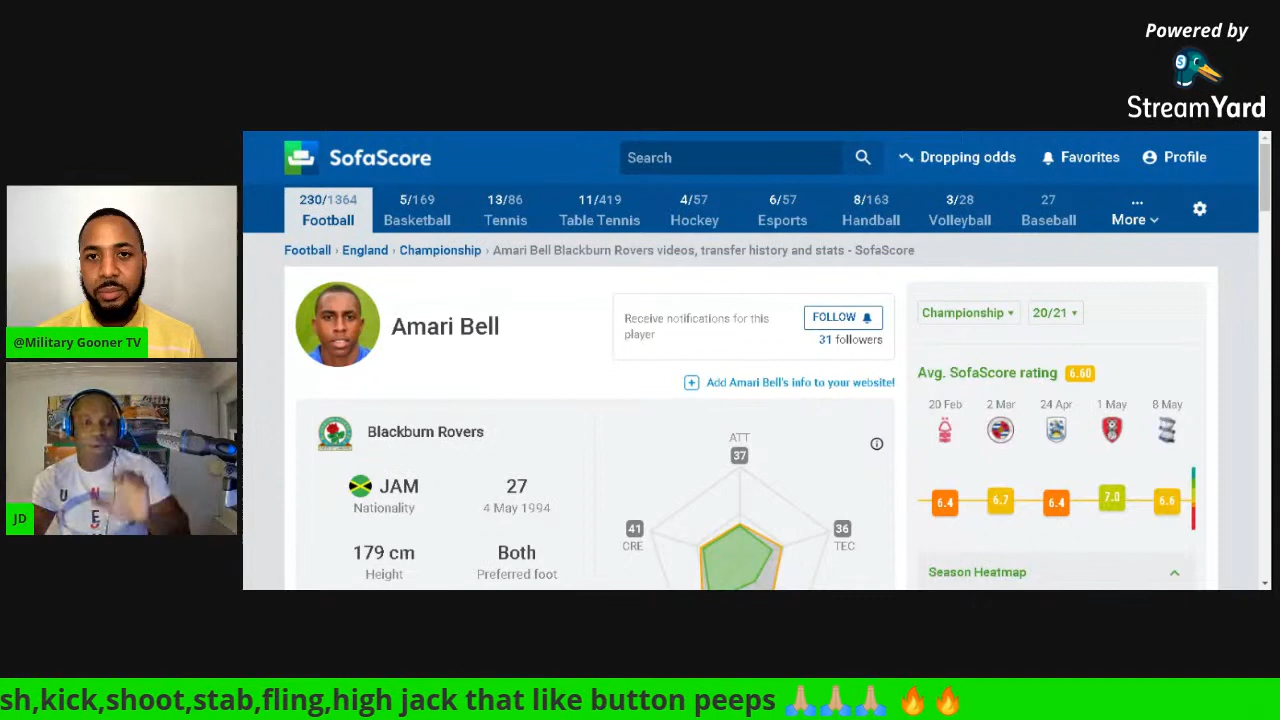 Powered by
StreamYard
SofaScore
Search
Dropping odds
Favorites
Profile
230/1364
Football
5/169
Basketball
13/86
Tennis
11/419
Table Tennis
4/57
Hockey
6/57
Esports
8/163
Handball
3/28
Volleyball
27
Baseball
...
More
Football › England › Championship › Amari Bell Blackburn Rovers videos, transfer history and stats - SofaScore
Amari Bell
Receive notifications for this
player
FOLLOW
31 followers
Add Amari Bell's info to your website!
Blackburn Rovers
JAM
Nationality
27
4 May 1994
179 cm
Height
Both
Preferred foot
ATT
37
41
CRE
36
TEC
Championship
20/21
Avg. SofaScore rating 6.60
20 Feb 2 Mar 24 Apr 1 May 8 May
6.4 6.7 6.4 7.0 6.6
Season Heatmap
@Military Gooner TV
JD
U
N
E
sh,kick,shoot,stab,fling,high jack that like button peeps 🙏🏼🙏🏼🙏🏼 🔥🔥